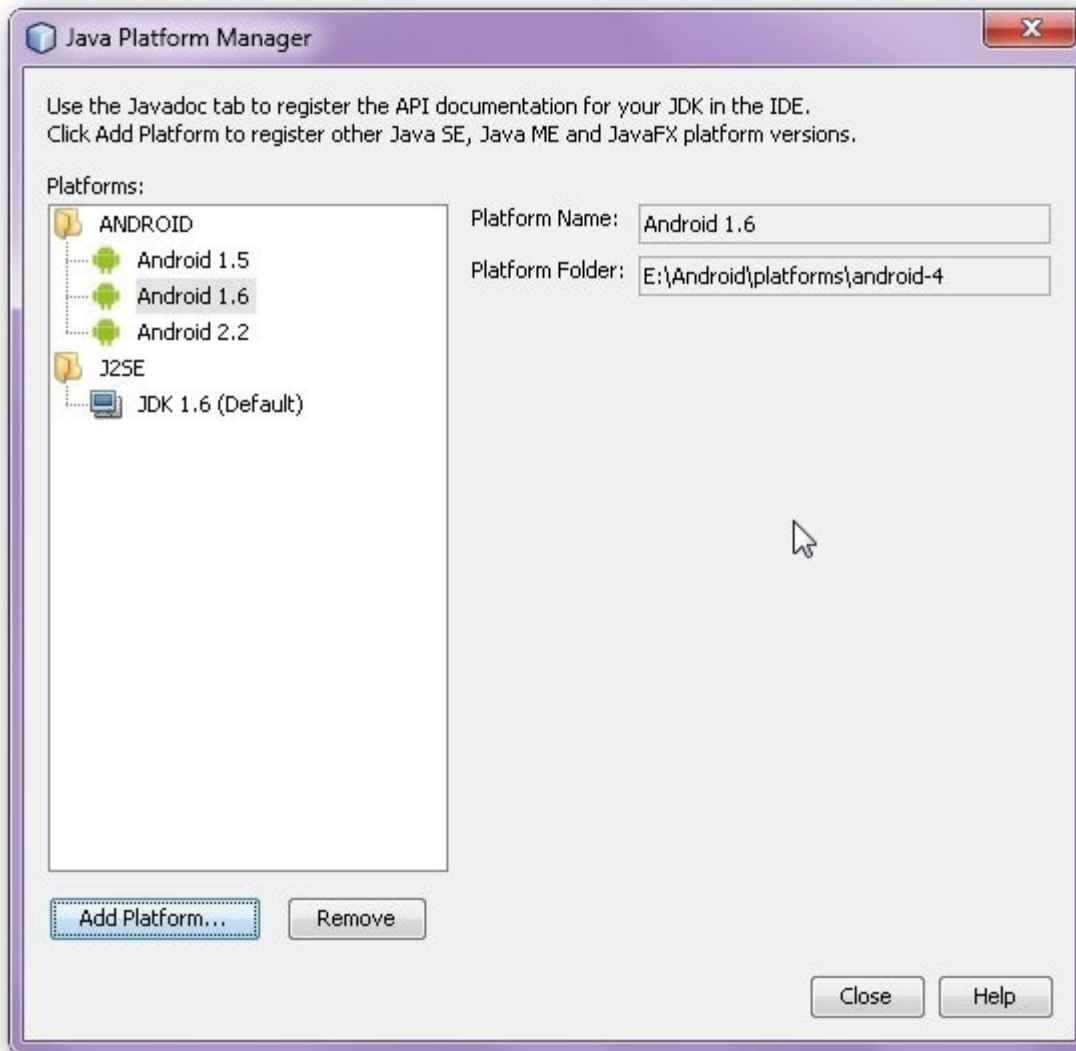 Java Platform Manager
Use the Javadoc tab to register the API documentation for your JDK in the IDE.
Click Add Platform to register other Java SE, Java ME and JavaFX platform versions.
Platforms:
ANDROID
Android 1.5
Android 1.6
Android 2.2
J2SE
JDK 1.6 (Default)
Platform Name: Android 1.6
Platform Folder: E:\Android\platforms\android-4
Add Platform... Remove
Close Help